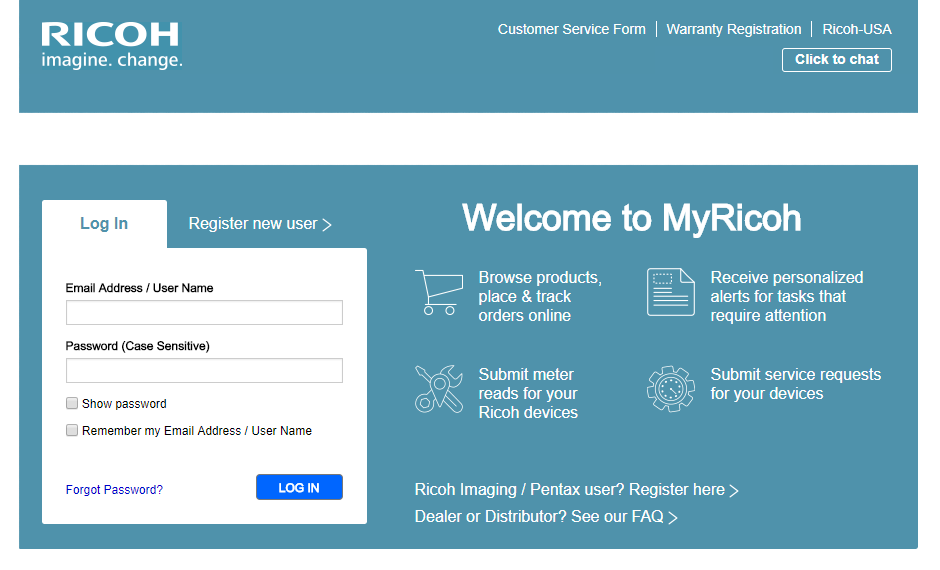 RICOH
imagine. change.
Customer Service Form | Warranty Registration | Ricoh-USA
Click to chat
Log In
Register new user >
Email Address / User Name
Password (Case Sensitive)
Show password
Remember my Email Address / User Name
Forgot Password?
LOG IN
Welcome to MyRicoh
Browse products,
place & track
orders online
Receive personalized
alerts for tasks that
require attention
Submit meter
reads for your
Ricoh devices
Submit service requests
for your devices
Ricoh Imaging / Pentax user? Register here >
Dealer or Distributor? See our FAQ >